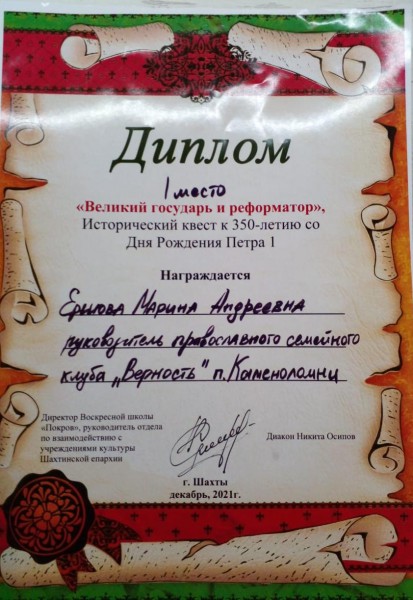 Диплом
I место
«Великий государь и реформатор»,
Исторический квест к 350-летию со
Дня Рождения Петра 1
Награждается
Марина Андреевна
руководитель православного семейного
клуба „Верность" п. Каменоломни
Директор Воскресной школы
«Покров», руководитель отдела
по взаимодействию с
учреждениями культуры
Шахтинской епархии
Диакон Никита Осипов
г. Шахты
декабрь, 2021г.